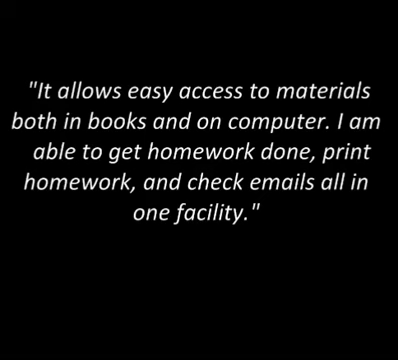 "It allows easy access to materials
both in books and on computer. I am
able to get homework done, print
homework, and check emails all in
one facility."